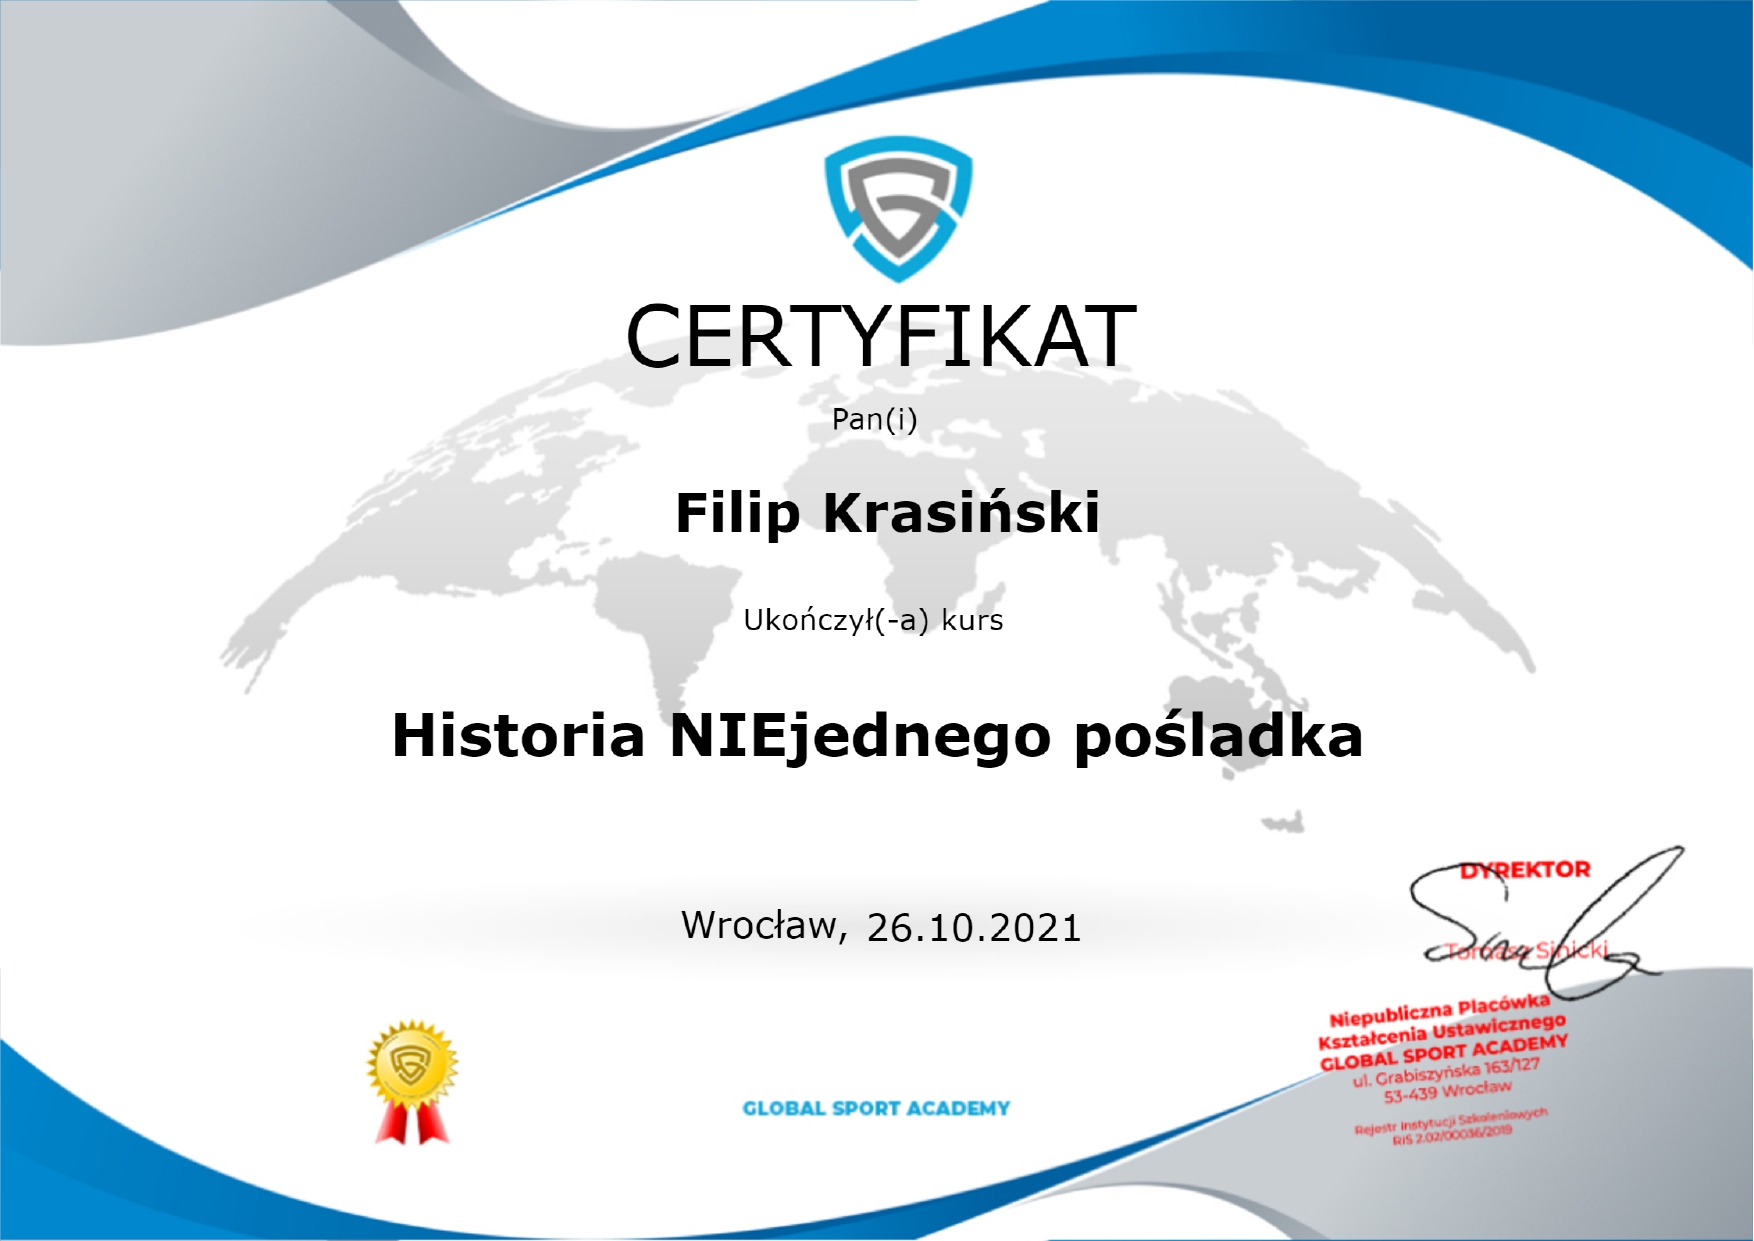 CERTYFIKAT
Pan(i)
Filip Krasiński
Ukończył(-a) kurs
Historia NIEjednego pośladka
Wrocław, 26.10.2021
DYREKTOR
Tomasz Sinicki
Niepubliczna Placówka
Kształcenia Ustawicznego
GLOBAL SPORT ACADEMY
ul. Grabiszyńska 163/127
53-439 Wrocław
Rejestr Instytucji Szkoleniowych
RIS 2.02/00036/2019
GLOBAL SPORT ACADEMY